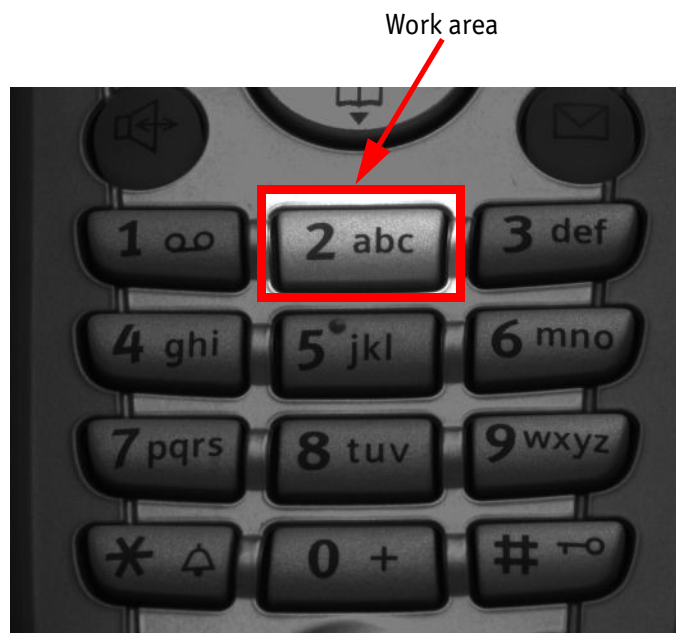 Work area
1
2 abc
3 def
4 ghi
5 jkl
6 mno
7 pqrs
8 tuv
9 wxyz
*
0 +
#